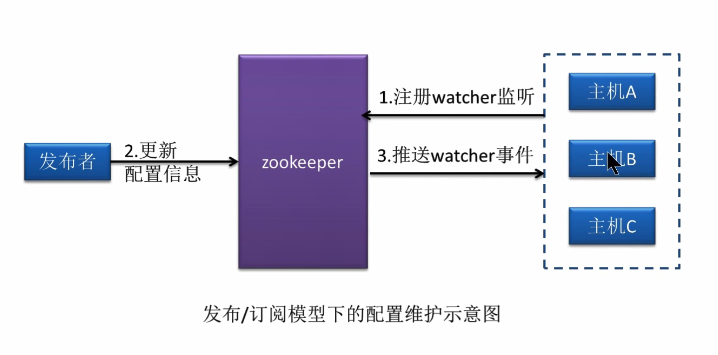 1.注册watcher监听
主机A
发布者
2.更新
配置信息
zookeeper
3.推送watcher事件
主机B
主机C
发布/订阅模型下的配置维护示意图